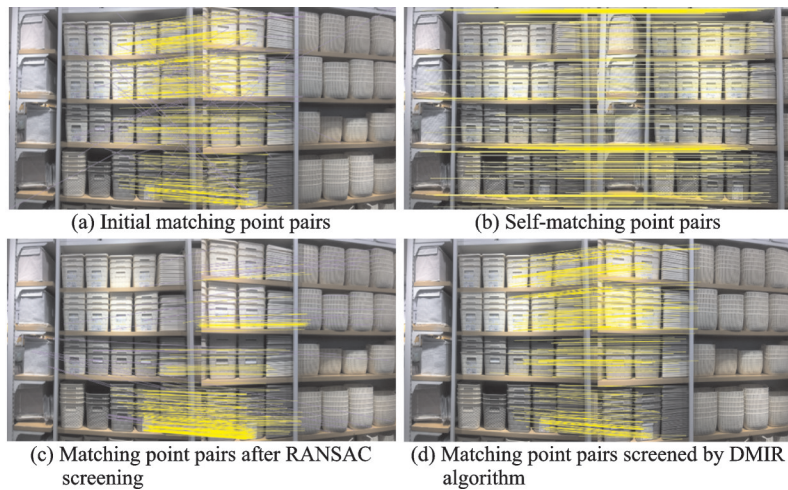 (a) Initial matching point pairs
(b) Self-matching point pairs
(c) Matching point pairs after RANSAC
screening
(d) Matching point pairs screened by DMIR
algorithm